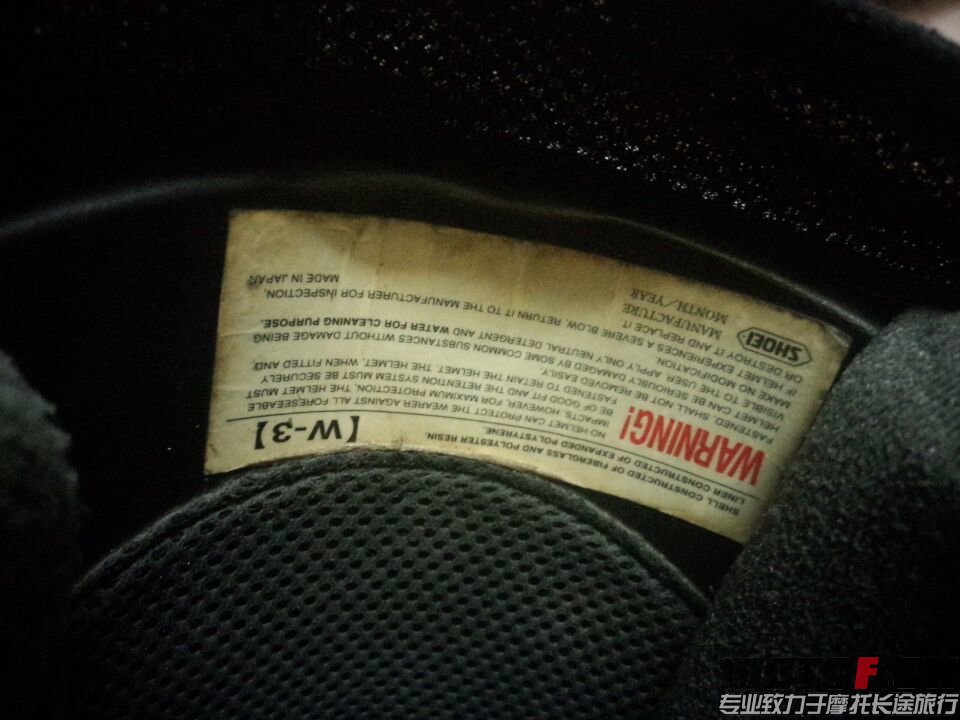 SHELL CONSTRUCTED OF FIBERGLASS AND POLYESTER RESIN.
LINER CONSTRUCTED OF EXPANDED POLYSTYRENE.
【W-3】
WARNING!
NO HELMET CAN PROTECT THE WEARER AGAINST ALL FORESEEABLE
IMPACTS. HOWEVER, FOR MAXIMUM PROTECTION, THE HELMET MUST
BE OF GOOD FIT AND THE RETENTION SYSTEM MUST BE SECURELY
FASTENED TO RETAIN THE HELMET. THE HELMET, WHEN FITTED AND
FASTENED, SHALL NOT BE REMOVED EASILY.
HELMET CAN BE SERIOUSLY DAMAGED BY SOME COMMON SUBSTANCES WITHOUT DAMAGE BEING
VISIBLE TO THE USER. APPLY ONLY NEUTRAL DETERGENT AND WATER FOR CLEANING PURPOSE.
MAKE NO MODIFICATION.
IF HELMET EXPERIENCES A SEVERE BLOW, RETURN IT TO THE MANUFACTURER FOR INSPECTION,
OR DESTROY IT AND REPLACE IT.
SHOEI
MANUFACTURE
MONTH/YEAR
MADE IN JAPAN
F
专业致力于摩托长途旅行